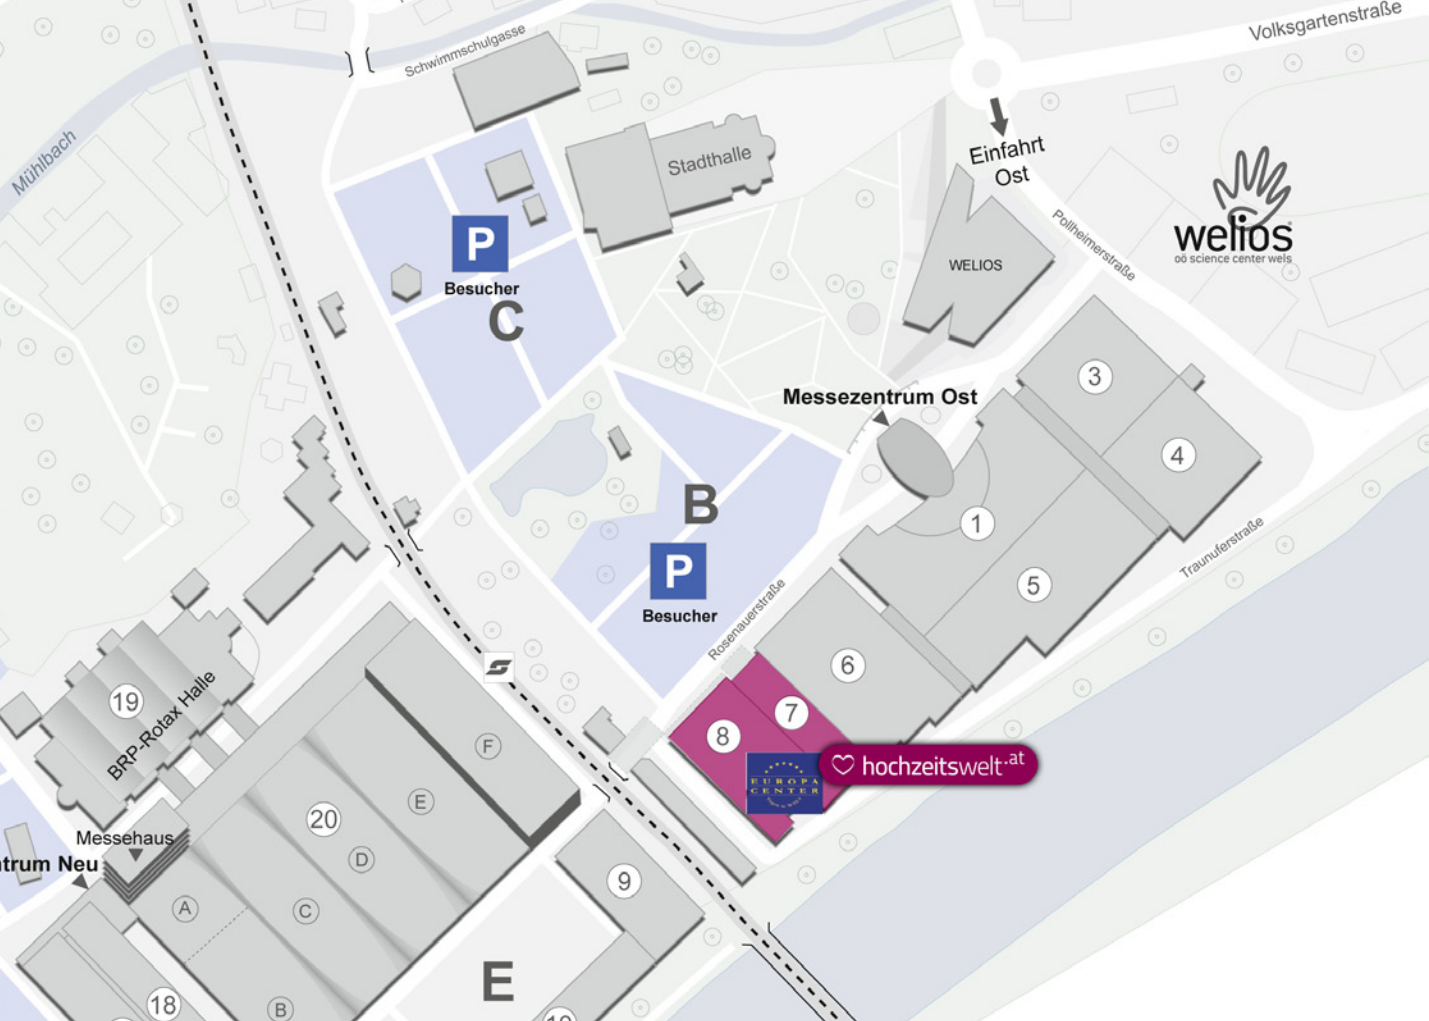 Volksgartenstraße
Schwimmschulgasse
Mühlbach
Stadthalle
Einfahrt
Ost
welios®
oö science center wels
Pollheimerstraße
P
Besucher
C
WELIOS
3
Messezentrum Ost
4
B
1
P
Besucher
5
Traunuferstraße
Rosenauerstraße
6
19
BRP-Rotax Halle
7
8
F
hochzeitswelt.at
EUROPA
CENTER
E
20
Messehaus
D
ntrum Neu
9
A
C
E
18
B